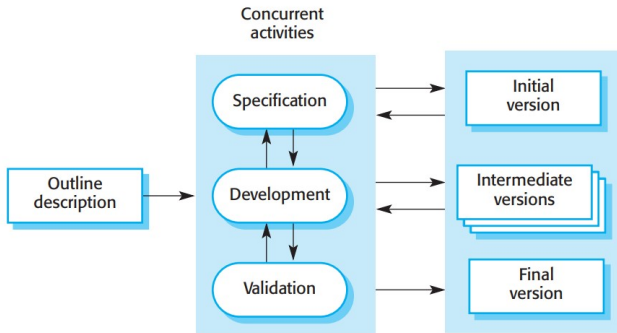 Concurrent
activities
Specification
Initial
version
Outline
description
Development
Intermediate
versions
Validation
Final
version